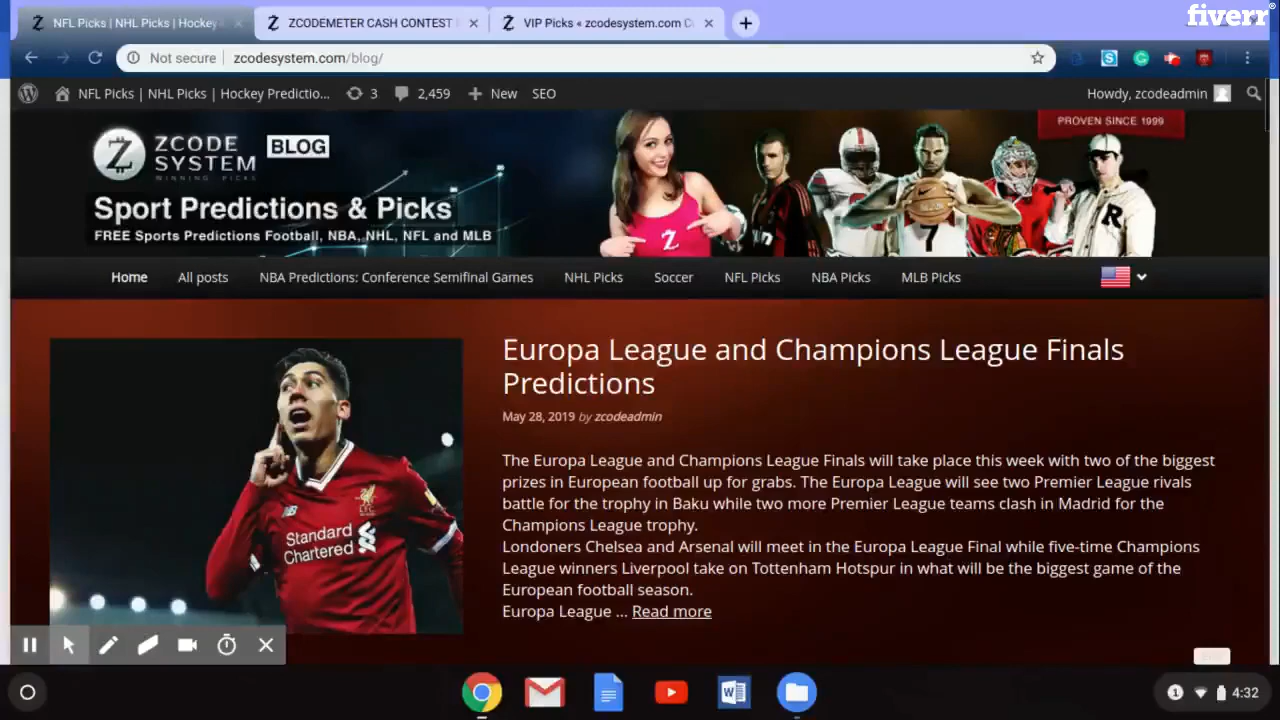 fiverr®
NFL Picks | NHL Picks | Hockey
ZCODEMETER CASH CONTEST
VIP Picks « zcodesystem.com
Not secure | zcodesystem.com/blog/
NFL Picks | NHL Picks | Hockey Predictio... 3 2,459 + New SEO
Howdy, zcodeadmin
PROVEN SINCE 1999
Z ZCODE SYSTEM BLOG
WINNING PICKS
Sport Predictions & Picks
FREE Sports Predictions Football, NBA, NHL, NFL and MLB
Z
7
R
Home All posts NBA Predictions: Conference Semifinal Games NHL Picks Soccer NFL Picks NBA Picks MLB Picks
Europa League and Champions League Finals
Predictions
May 28, 2019 by zcodeadmin
The Europa League and Champions League Finals will take place this week with two of the biggest
prizes in European football up for grabs. The Europa League will see two Premier League rivals
battle for the trophy in Baku while two more Premier League teams clash in Madrid for the
Champions League trophy.
Londoners Chelsea and Arsenal will meet in the Europa League Final while five-time Champions
League winners Liverpool take on Tottenham Hotspur in what will be the biggest game of the
European football season.
Europa League ... Read more
Standard
Chartered
1 4:32